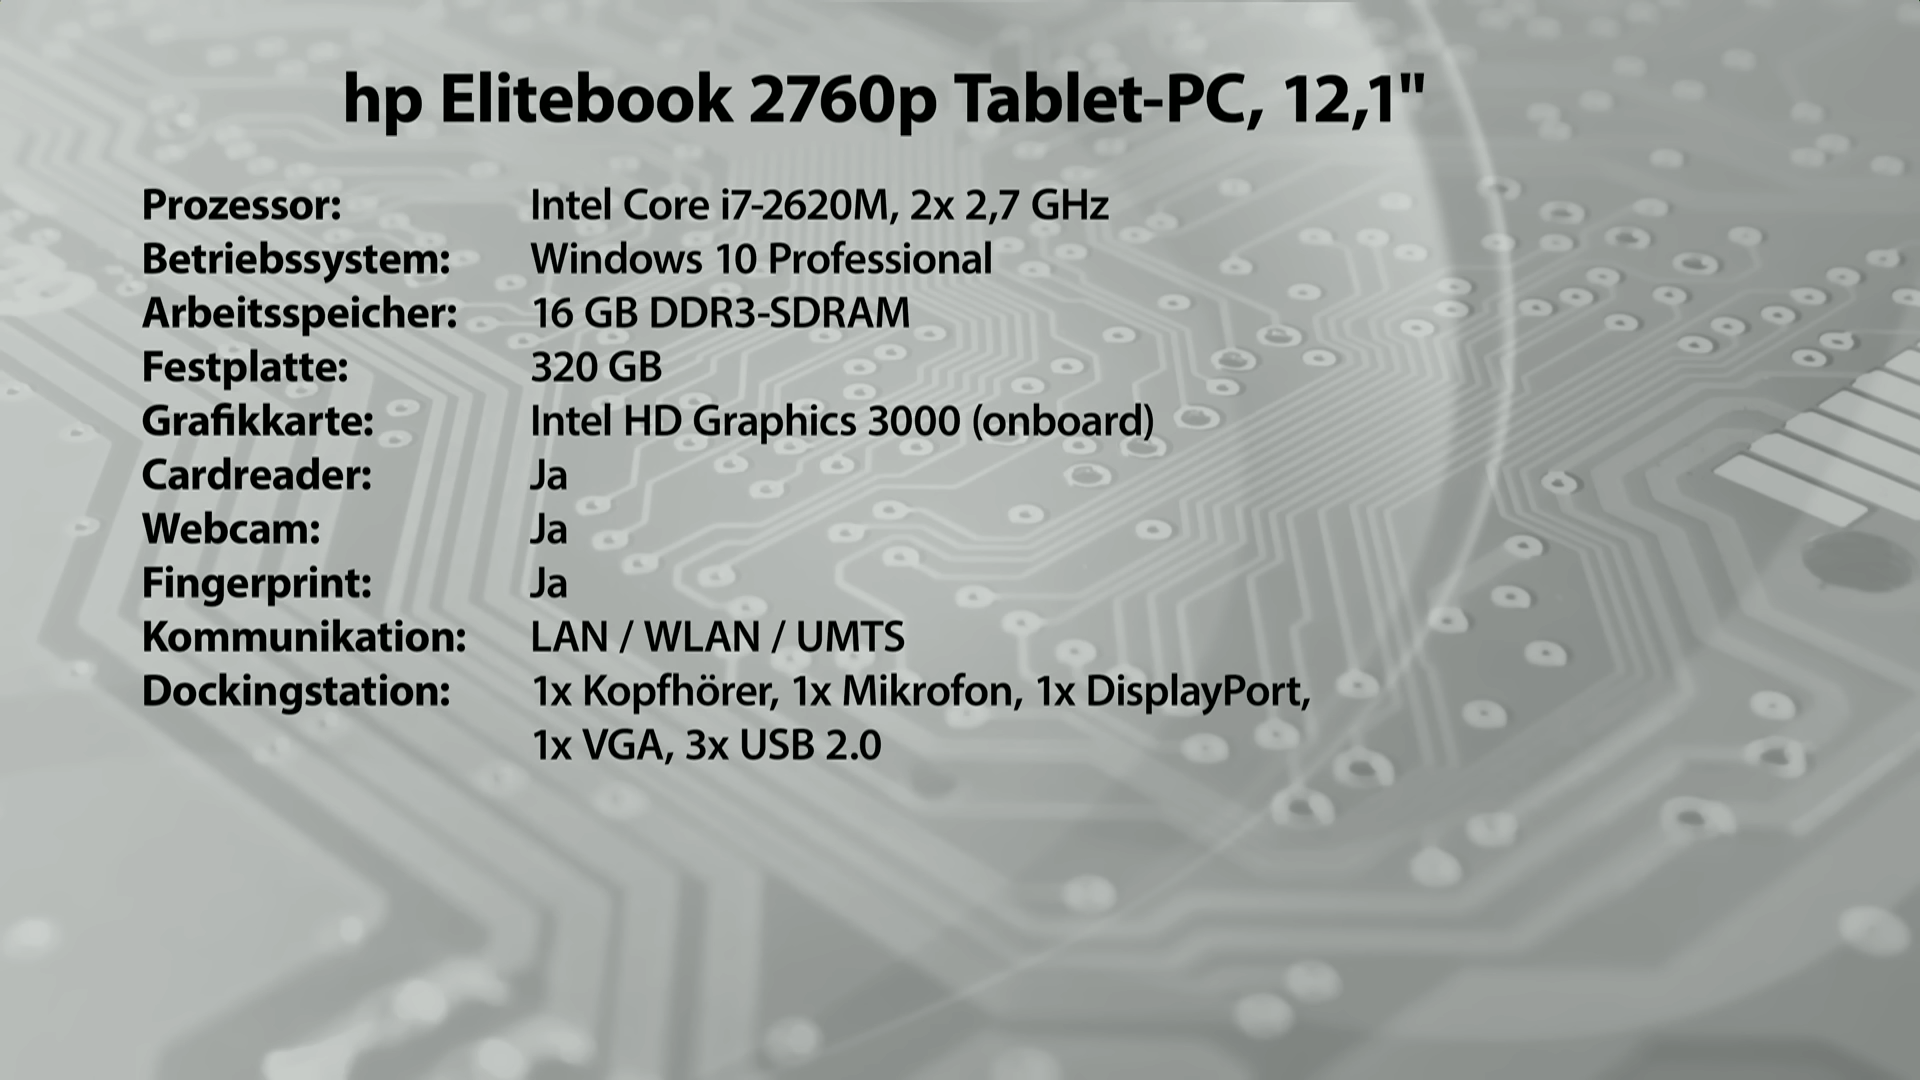 hp Elitebook 2760p Tablet-PC, 12,1"
Prozessor: Intel Core i7-2620M, 2x 2,7 GHz
Betriebssystem: Windows 10 Professional
Arbeitsspeicher: 16 GB DDR3-SDRAM
Festplatte: 320 GB
Grafikkarte: Intel HD Graphics 3000 (onboard)
Cardreader: Ja
Webcam: Ja
Fingerprint: Ja
Kommunikation: LAN / WLAN / UMTS
Dockingstation: 1x Kopfhörer, 1x Mikrofon, 1x DisplayPort,
1x VGA, 3x USB 2.0